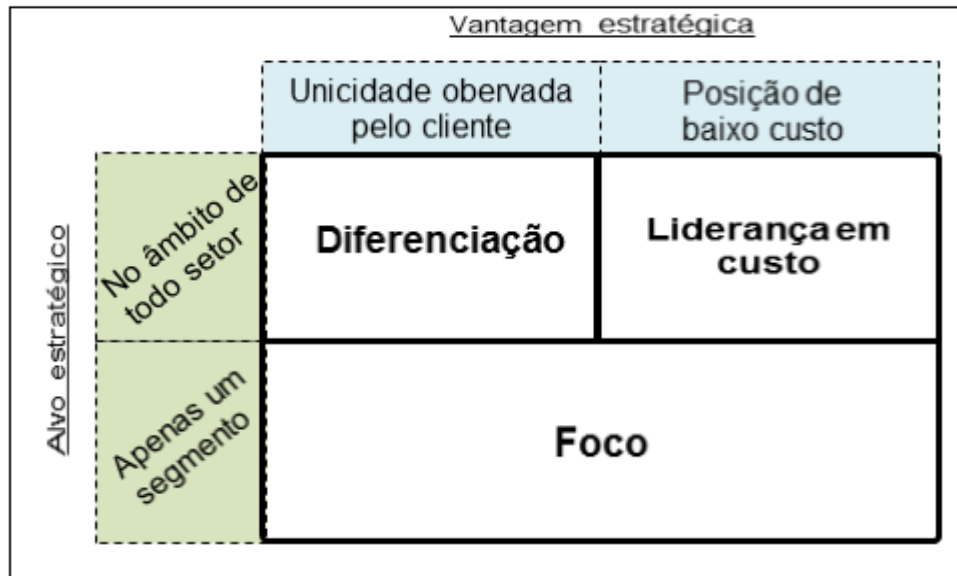 Vantagem estratégica
Unicidade obervada
pelo cliente
Posição de
baixo custo
Alvo estratégico
No âmbito de
todo setor
Diferenciação
Liderança em
custo
Apenas um
segmento
Foco